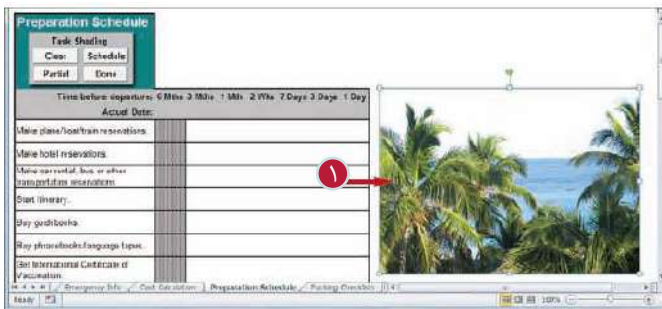 Preparation Schedule
Task Shading
Clear Schedule
Partial Done
Time before departure: 6 Mths 3 Mths 1 Mth 2 Wks 7 Days 3 Days 1 Day
Actual Date:
Make plane/boat/train reservations.
Make hotel reservations.
Make car rental, bus, or other
transportation reservations.
Start itinerary.
Buy guidebooks.
Buy phrasebooks/language tapes.
Get International Certificate of
Vaccination.
١
Emergency Info Cost Calculation Preparation Schedule Packing Checklist
Ready 100%